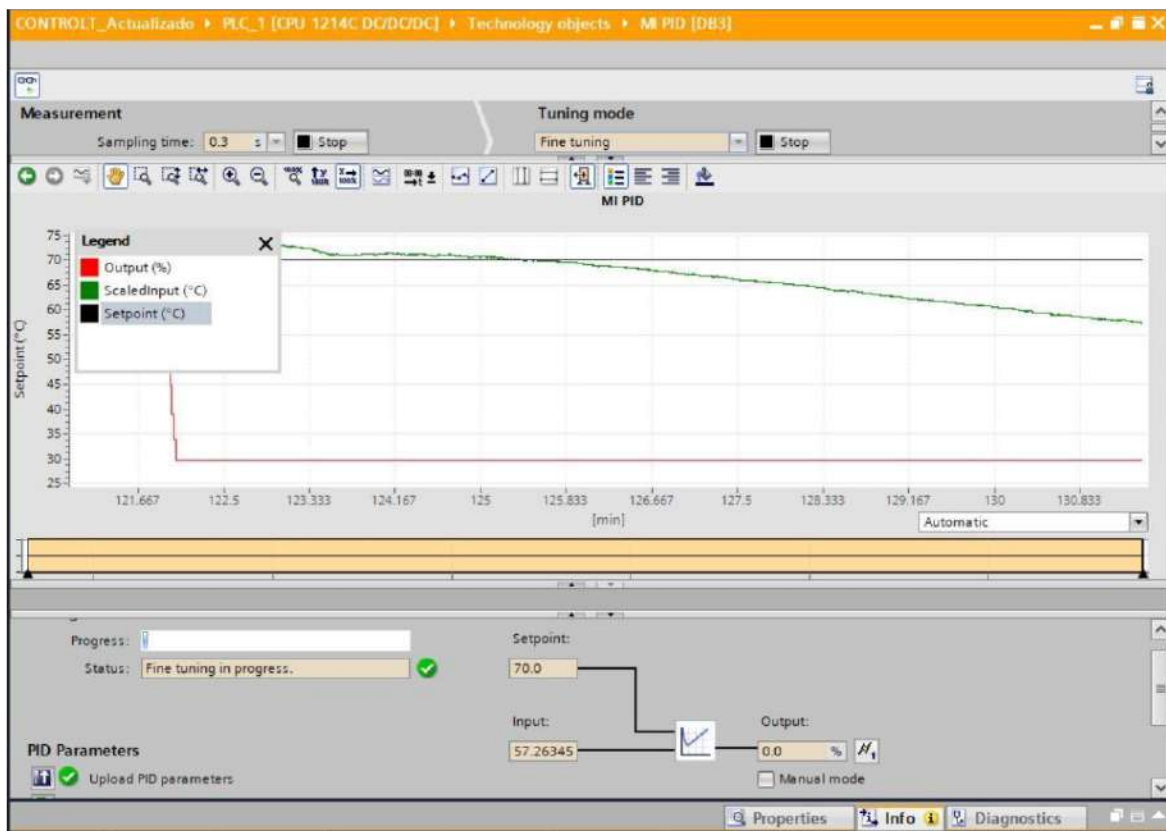 CONTROLT_Actualizado ▸ PLC_1 [CPU 1214C DC/DC/DC] ▸ Technology objects ▸ MI PID [DB3]
Measurement
Tuning mode
Sampling time: 0.3 s Stop
Fine tuning Stop
MI PID
Legend
Output (%)
ScaledInput (°C)
Setpoint (°C)
Setpoint (°C)
75
70
65
60
55
50
45
40
35
30
25
121.667 122.5 123.333 124.167 125 125.833 126.667 127.5 128.333 129.167 130 130.833
[min]
Automatic
Progress:
Status: Fine tuning in progress.
Setpoint:
70.0
Input:
57.26345
Output:
0.0 %
Manual mode
PID Parameters
Upload PID parameters
Properties Info Diagnostics